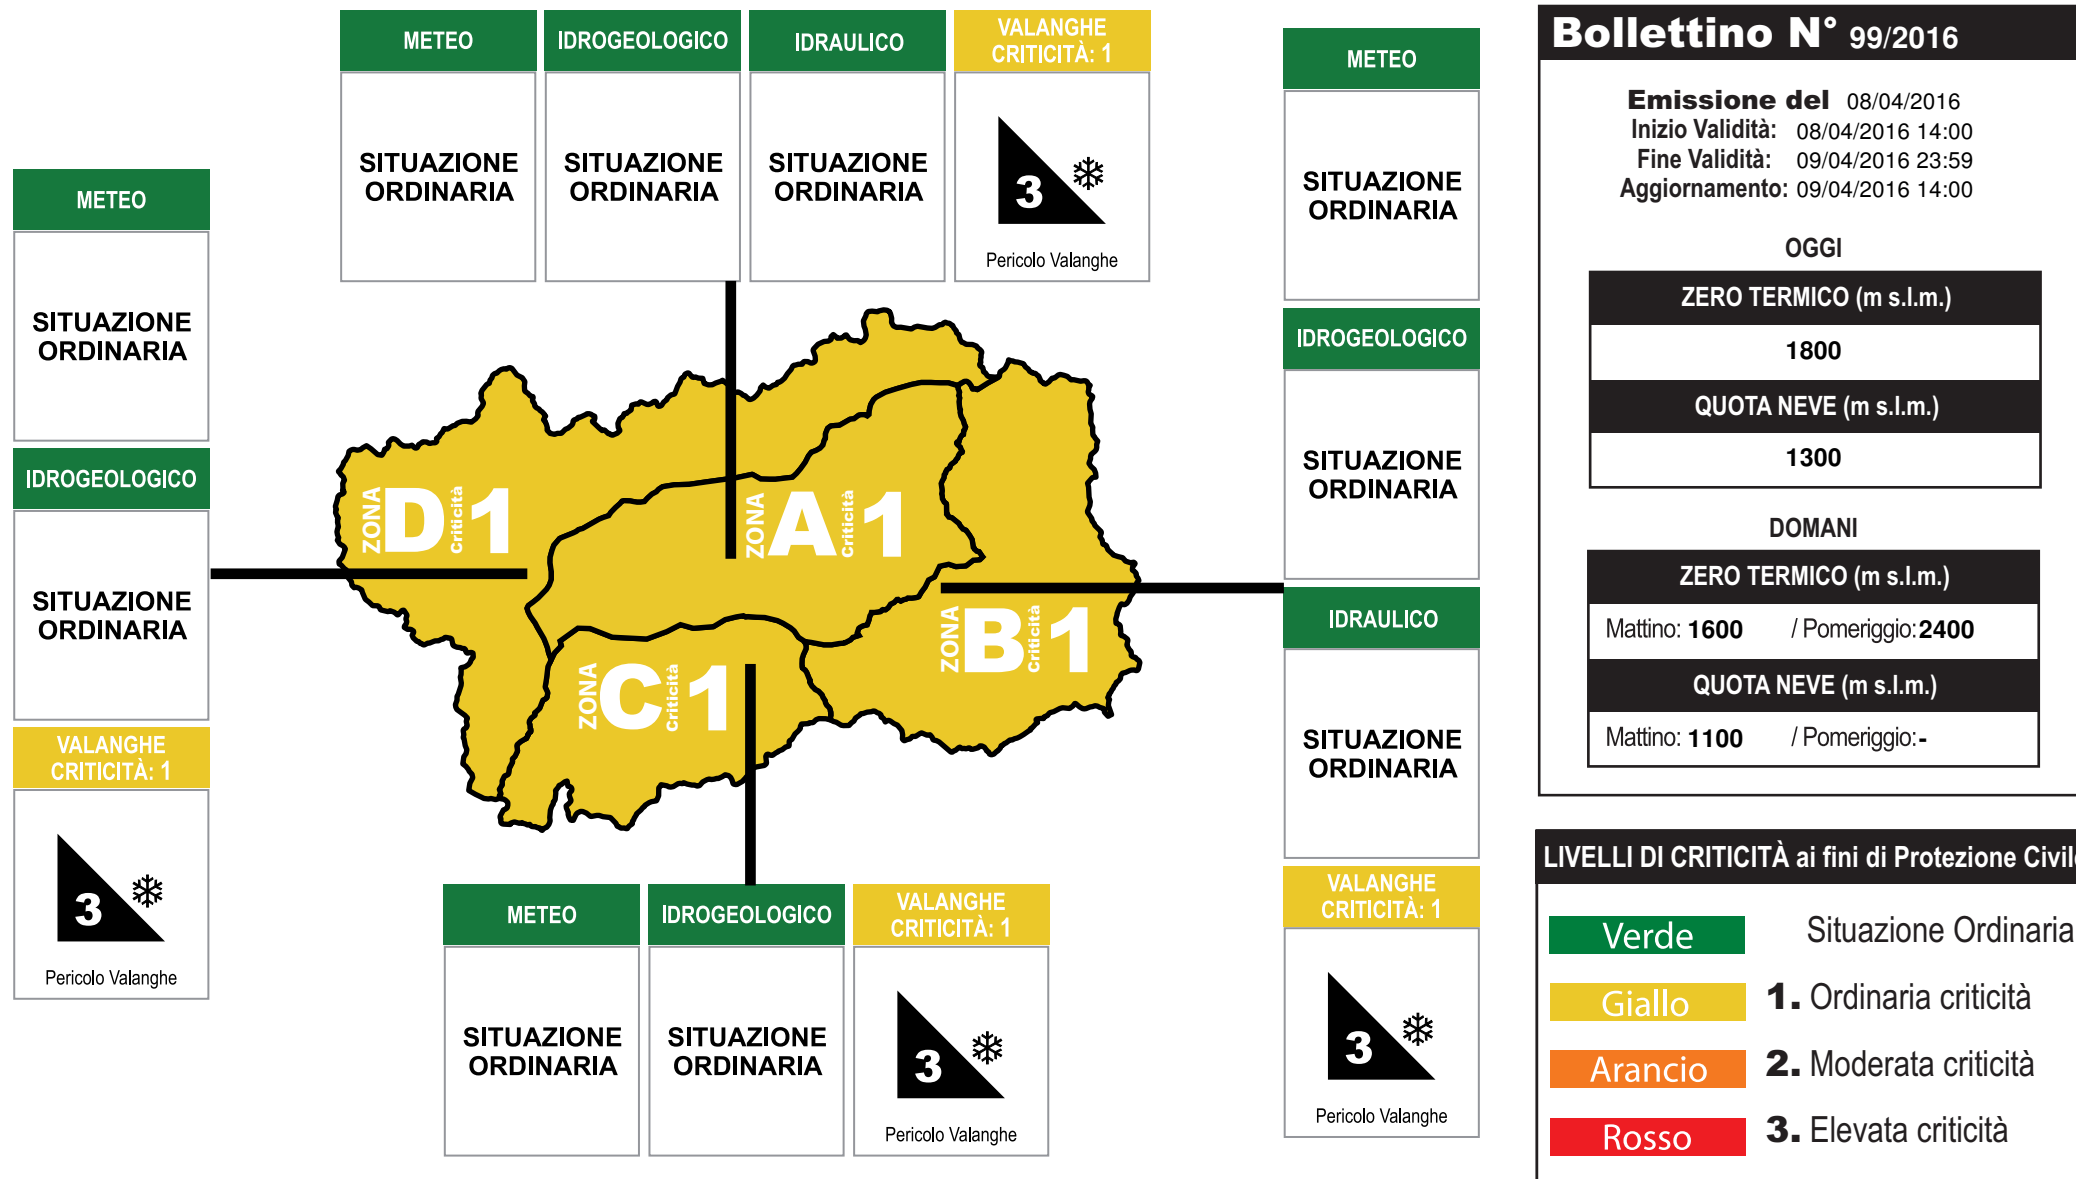 METEO
IDROGEOLOGICO
IDRAULICO
VALANGHE
CRITICITÀ: 1
SITUAZIONE
ORDINARIA
SITUAZIONE
ORDINARIA
SITUAZIONE
ORDINARIA
3
Pericolo Valanghe
METEO
SITUAZIONE
ORDINARIA
IDROGEOLOGICO
SITUAZIONE
ORDINARIA
VALANGHE
CRITICITÀ: 1
3
Pericolo Valanghe
ZONA D Criticità 1
ZONA A Criticità 1
ZONA B Criticità 1
ZONA C Criticità 1
METEO
IDROGEOLOGICO
VALANGHE
CRITICITÀ: 1
SITUAZIONE
ORDINARIA
SITUAZIONE
ORDINARIA
3
Pericolo Valanghe
METEO
SITUAZIONE
ORDINARIA
IDROGEOLOGICO
SITUAZIONE
ORDINARIA
IDRAULICO
SITUAZIONE
ORDINARIA
VALANGHE
CRITICITÀ: 1
3
Pericolo Valanghe
Bollettino N° 99/2016
Emissione del 08/04/2016
Inizio Validità: 08/04/2016 14:00
Fine Validità: 09/04/2016 23:59
Aggiornamento: 09/04/2016 14:00
OGGI
ZERO TERMICO (m s.l.m.)
1800
QUOTA NEVE (m s.l.m.)
1300
DOMANI
ZERO TERMICO (m s.l.m.)
Mattino: 1600 / Pomeriggio: 2400
QUOTA NEVE (m s.l.m.)
Mattino: 1100 / Pomeriggio: -
LIVELLI DI CRITICITÀ ai fini di Protezione Civile
Verde Situazione Ordinaria
Giallo 1. Ordinaria criticità
Arancio 2. Moderata criticità
Rosso 3. Elevata criticità